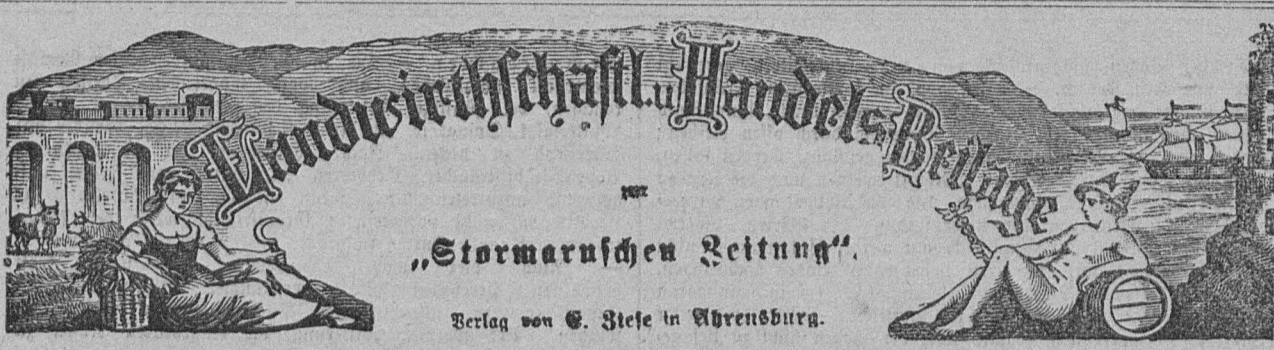 Landwirthschaftl. u. Handels-Beilage
zur
„Stormarnschen Zeitung“.
Verlag von E. Ziese in Ahrensburg.